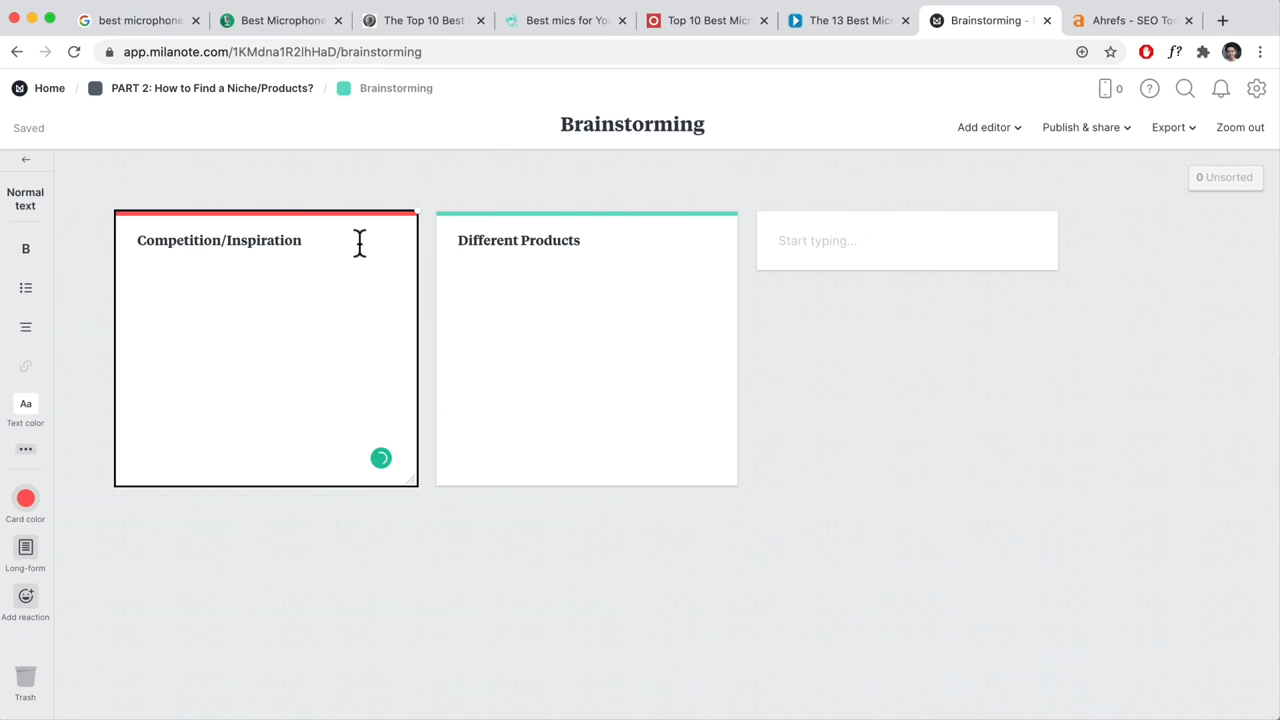 best microphone
Best Microphone
The Top 10 Best
Best mics for Yo
Top 10 Best Mic
The 13 Best Mic
Brainstorming -
Ahrefs - SEO Too
app.milanote.com/1KMdna1R2lhHaD/brainstorming
f?
Home / PART 2: How to Find a Niche/Products? / Brainstorming
0
Saved
Brainstorming
Add editor
Publish & share
Export
Zoom out
0 Unsorted
Normal
text
B
Aa
Text color
Card color
Long-form
Add reaction
Trash
Competition/Inspiration
Different Products
Start typing...